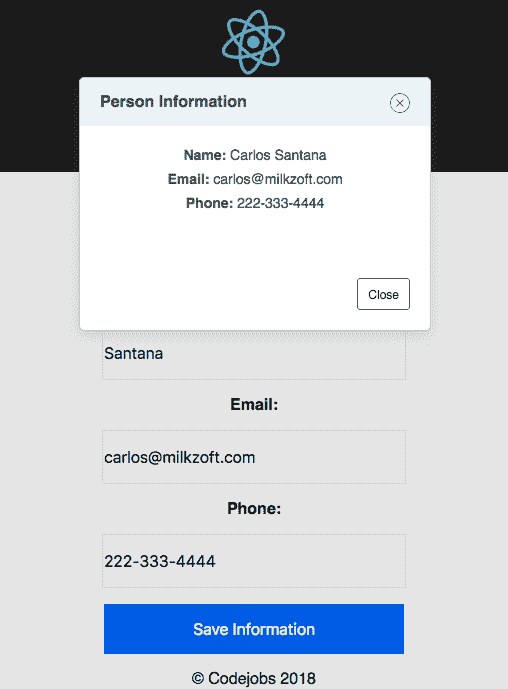 Person Information
Name: Carlos Santana
Email: carlos@milkzoft.com
Phone: 222-333-4444
Close
Santana
Email:
carlos@milkzoft.com
Phone:
222-333-4444
Save Information
© Codejobs 2018